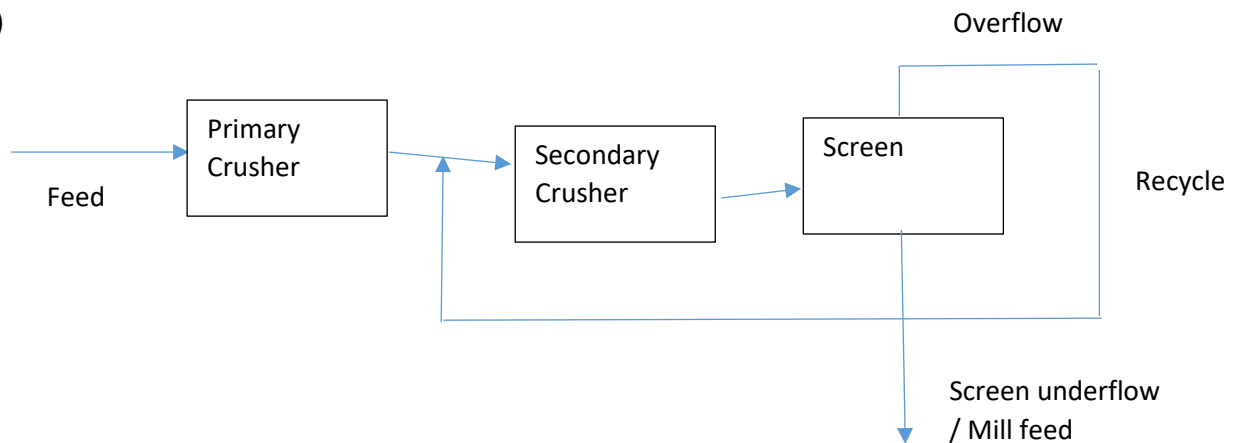 )
Overflow
Primary
Crusher
Secondary
Crusher
Screen
Feed
Recycle
Screen underflow
/ Mill feed